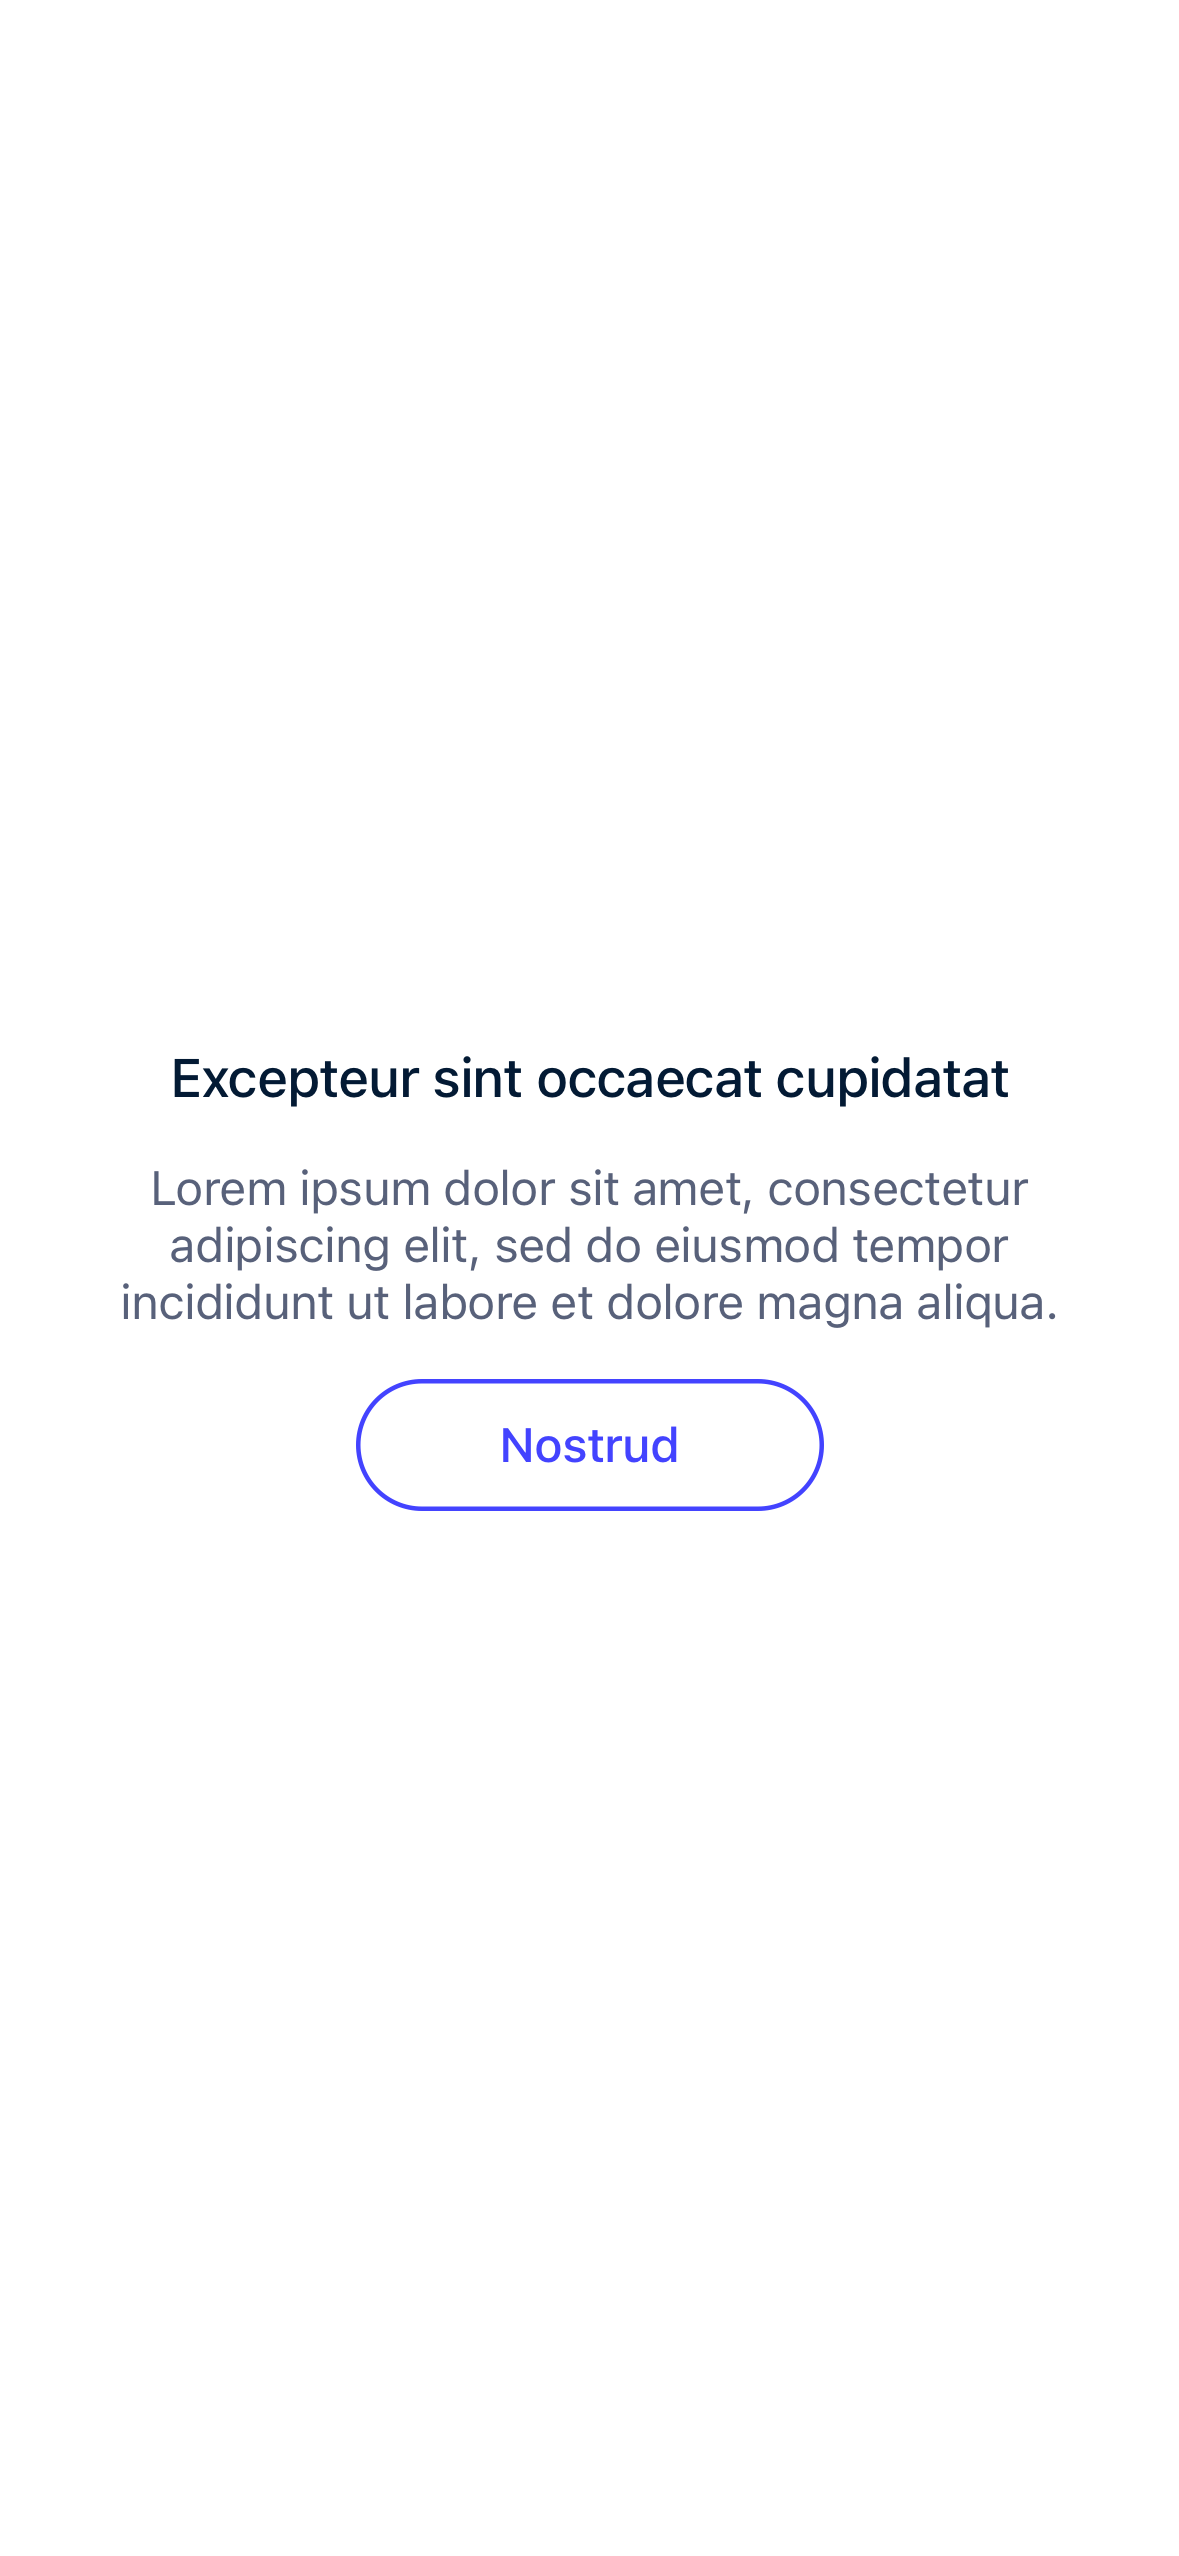 Excepteur sint occaecat cupidatat
Lorem ipsum dolor sit amet, consectetur
adipiscing elit, sed do eiusmod tempor
incididunt ut labore et dolore magna aliqua.
Nostrud